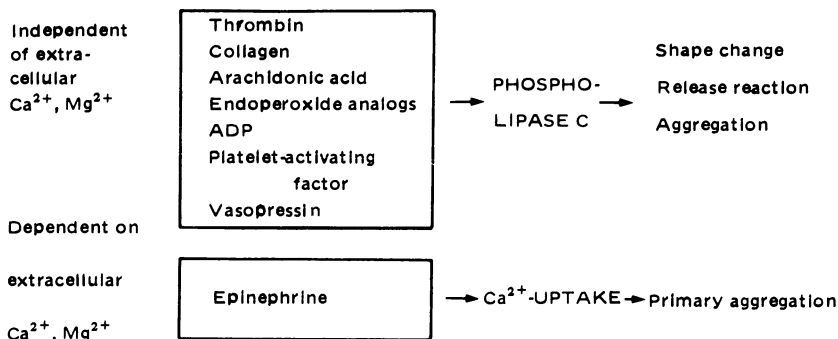 Independent
of extra-
cellular
Ca²⁺, Mg²⁺
Thrombin
Collagen
Arachidonic acid
Endoperoxide analogs
ADP
Platelet-activating
factor
Vasopressin
PHOSPHO-
LIPASE C
Shape change
Release reaction
Aggregation
Dependent on
extracellular
Ca²⁺, Mg²⁺
Epinephrine
Ca²⁺-UPTAKE
Primary aggregation